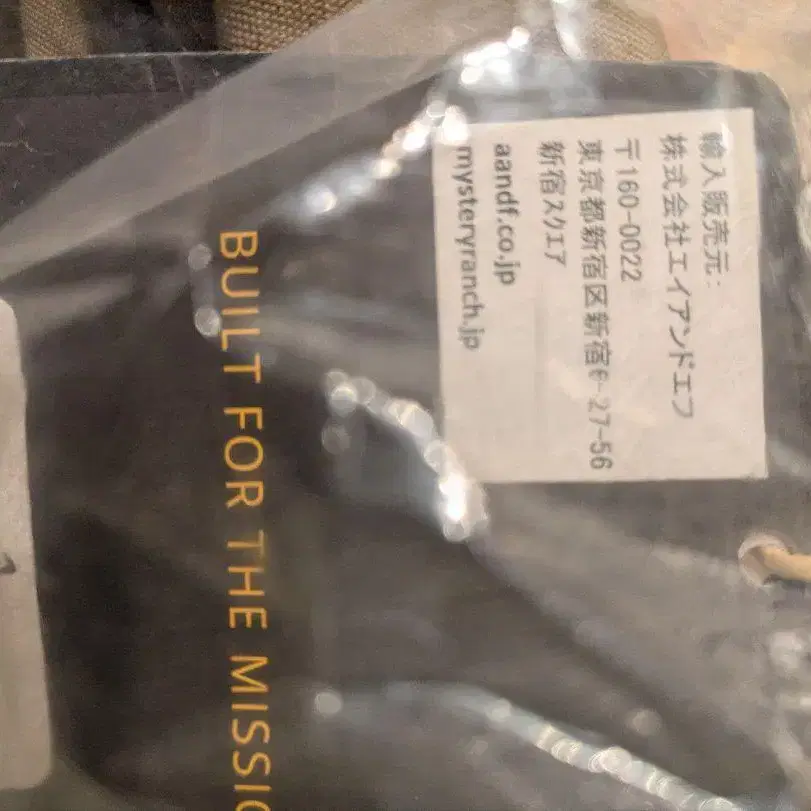 輸入販売元:
株式会社エイアンドエフ
〒160-0022
東京都新宿区新宿6-27-56
新宿スクエア
aandf.co.jp
mysteryranch.jp
BUILT FOR THE MISSIO